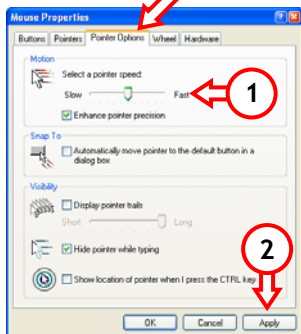 Mouse Properties
Buttons Pointers Pointer Options Wheel Hardware
Motion
Select a pointer speed:
Slow Fast
1
Enhance pointer precision
Snap To
Automatically move pointer to the default button in a
dialog box
Visibility
Display pointer trails
Short Long
Hide pointer while typing
2
Show location of pointer when I press the CTRL key
OK Cancel Apply